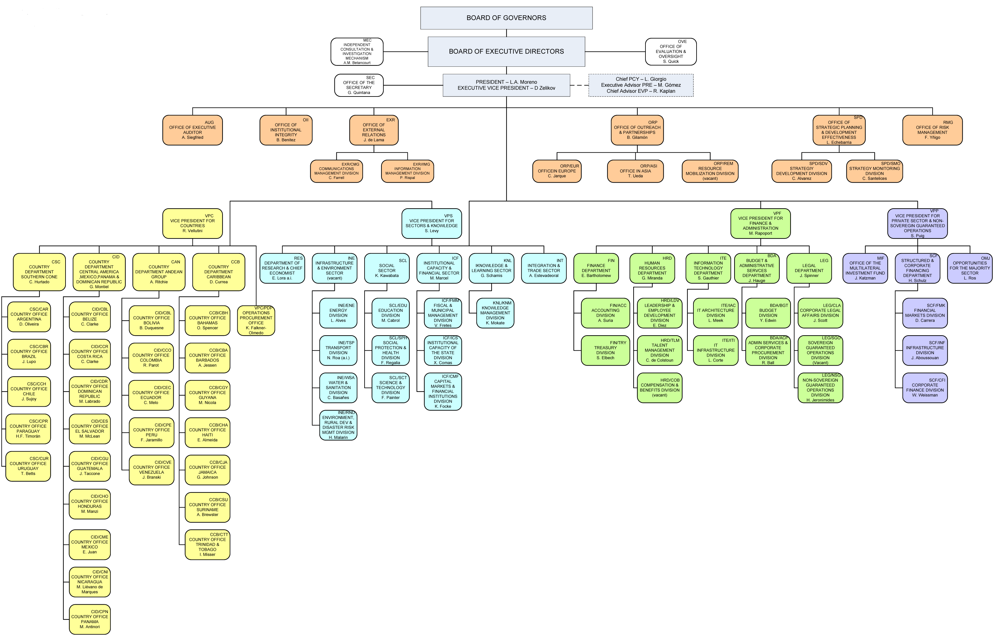 BOARD OF GOVERNORS
MEC
INDEPENDENT
CONSULTATION &
INVESTIGATION
MECHANISM
A.M. Betancourt
BOARD OF EXECUTIVE DIRECTORS
OVE
OFFICE OF
EVALUATION &
OVERSIGHT
S. Quick
SEC
OFFICE OF THE
SECRETARY
G. Quintana
PRESIDENT – L.A. Moreno
EXECUTIVE VICE PRESIDENT – D Zelikov
Chief PCY – L. Giorgio
Executive Advisor PRE – M. Gómez
Chief Advisor EVP – R. Kaplan
AUG
OFFICE OF EXECUTIVE
AUDITOR
A. Siegfried
OII
OFFICE OF
INSTITUTIONAL
INTEGRITY
B. Benitez
EXR
OFFICE OF
EXTERNAL
RELATIONS
J. de Lama
ORP
OFFICE OF OUTREACH
& PARTNERSHIPS
B. Gilamón
SPD
OFFICE OF
STRATEGIC PLANNING
& DEVELOPMENT
EFFECTIVENESS
L. Echebarria
RMG
OFFICE OF RISK
MANAGEMENT
F. Yñigo
EXR/CMG
COMMUNICATIONS
MANAGEMENT DIVISION
C. Farrell
EXR//IMG
INFORMATION
MANAGEMENT DIVISION
P. Rispal
ORP/EUR
OFFICEIN EUROPE
C. Jarque
ORP/ASI
OFFICE IN ASIA
T. Ueda
ORP/REM
RESOURCE
MOBILIZATION DIVISION
(vacant)
SPD/SDV
STRATEGIY
DEVELOPMENT DIVISION
C. Alvarez
SPD/SMO
STRATEGY MONITORING
DIVISION
C. Santelices
VPC
VICE PRESIDENT FOR
COUNTRIES
R. Vellutini
VPS
VICE PRESIDENT FOR
SECTORS & KNOWLEDGE
S. Levy
VPF
VICE PRESIDENT FOR
FINANCE &
ADMINISTRATION
M. Rapoport
VPP
VICE PRESIDENT FOR
PRIVATE SECTOR & NON-
SOVEREGIN GUARANTEED
OPERATIONS
S. Puig
CSC
COUNTRY
DEPARTMENT
SOUTHERN CONE
C. Hurtado
CID
COUNTRY
DEPARTMENT
CENTRAL AMERICA
,MEXICO,PANAMA &
DOMINICAN REPUBLIC
G. Montiel
CAN
COUNTRY
DEPARTMENT ANDEAN
GROUP
A. Ritchie
CCB
COUNTRY
DEPARTMENT
CARIBBEAN
D. Currea
RES
DEPARTMENT OF
RESEARCH & CHIEF
ECONOMIST
E. Lora a.i.
INE
INFRASTRUCTURE
& ENVIRONMENT
SECTOR
(vacant)
SCL
SOCIAL
SECTOR
K. Kawabata
ICF
INSTITUTIONAL
CAPACITY &
FINANCIAL SECTOR
M. Marcel
KNL
IKNOWLEDGE &
LEARNING SECTOR
G. Schamis
INT
INTEGRATION &
TRADE SECTOR
A. Estevadeoral
FIN
FINANCE
DEPARTMENT
E. Bartholomew
HRD
HUMAN
RESOURCES
DEPARTMENT
G. Miranda
ITE
INFORMATION
TECHNOLOGY
DEPARTMENT
S. Gauthier
BDA
BUDGET &
ADMINISTRATIVE
SERVCES
DEPARTMENT
J. Hauge
LEG
LEGAL
DEPARTMENT
J. Spinner
MIF
OFFICE OF THE
MULTILATERAL
INVESTMENT FUND
J. Katzman
SCF
STRUCTURED &
CORPORATE
FINANCING
DEPARTMENT
H. Schulz
OMJ
OPPORTUNITIES
FOR THE MAJORITY
SECTOR
L. Ros
CSC/CAR
COUNTRY OFFICE
ARGENTINA
D. Oliveira
CSC/CBR
COUNTRY OFFICE
BRAZIL
J. Lupo
CSC/CCH
COUNTRY OFFICE
CHILE
J. Sujoy
CSC/CPR
COUNTRY OFFICE
PARAGUAY
H.F. Timorán
CSC/CUR
COUNTRY OFFICE
URUGUAY
T. Betts
CID/CBL
COUNTRY OFFICE
BELIZE
C. Clarke
CID/CCR
COUNTRY OFFICE
COSTA RICA
C. Clarke
CID/CDR
COUNTRY OFFICE
DOMINICAN
REPUBLIC
M. Labrado
CID/CES
COUNTRY OFFICE
EL SALVADOR
M. McLean
CID/CGU
COUNTRY OFFICE
GUATEMALA
J. Taccone
CID/CHO
COUNTRY OFFICE
HONDURAS
M. Manzi
CID/CME
COUNTRY OFFICE
MEXICO
E. Juan
CID/CNI
COUNTRY OFFICE
NICARAGUA
M. Liévano de
Marques
CID/CPN
COUNTRY OFFICE
PANAMA
M. Antinori
CID/CBL
COUNTRY OFFICE
BOLIVIA
B. Duquesne
CID/CCO
COUNTRY OFFICE
COLOMBIA
R. Parot
CID/CEC
COUNTRY OFFICE
ECUADOR
C. Melo
CID/CPE
COUNTRY OFFICE
PERU
F. Jaramillo
CID/CVE
COUNTRY OFFICE
VENEZUELA
J. Branski
CCB/CBH
COUNTRY OFFICE
BAHAMAS
O. Spencer
CCB/CBA
COUNTRY OFFICE
BARBADOS
A. Jessen
CCB/CGY
COUNTRY OFFICE
GUYANA
M. Nicola
CCB/CHA
COUNTRY OFFICE
HAITI
E. Almeida
CCB/CJA
COUNTRY OFFICE
JAMAICA
G. Johnson
CCB/CSU
COUNTRY OFFICE
SURINAME
A. Brewster
CCB/CTT
COUNTRY OFFICE
TRINIDAD &
TOBAGO
I. Misser
VPC/PDP
OPERATIONS
PROCUREMENT
OFFICE
K. Falkner-
Olmedo
INE/ENE
ENERGY
DIVISION
L. Alves
INE/TSP
TRANSPORT
DIVISION
N. Roa (a.i.)
INE/WSA
WATER &
SANITATION
DIVISION
C. Basañes
INE/RND
ENVIRONMENT,
RURAL DEV &
DISASTER RISK
MGMT DIVISION
H. Malarin
SCL/EDU
EDUCATION
DIVISION
M. Cabrol
SCL/SPH
SOCIAL
PROTECTION &
HEALTH
DIVISION
F. Regalia
SCL/SCT
SCIENCE &
TECHNOLOGY
DIVISION
F. Painter
ICF/FMM
FISCAL &
MUNICIPAL
MANAGEMENT
DIVISION
V. Fretes
ICF/ICS
INSTITUTIONAL
CAPACITY OF
THE STATE
DIVISION
X. Comas
ICF/CMF
CAPITAL
MARKETS &
FINANCIAL
INSTITUTIONS
DIVISION
K. Focke
KNL/KNM
KNOWLEDGE
MANAGEMENT
DIVISION
K. Mokate
FIN/ACC
ACCOUNTING
DIVISION
A. Suria
FIN/TRY
TREASURY
DIVISION
S. Elbech
HRD/LDV
LEADERSHIP &
EMPLOYEE
DEVELOPMENT
DIVISION
E. Diez
HRD/TLM
TALENT
MANAGEMENT
DIVISION
C. de Colstoun
HRD/COB
COMPENSATION &
BENEFITS DIVISION
(vacant)
ITE/IAC
IT ARCHITECTURE
DIVISION
L. Meek
ITE/ITI
IT
INFRASTRUCTURE
DIVISION
L. Corte
BDA/BGT
BUDGET
DIVISION
Y. Edwin
BDA/ACP
ADMIN SERVICES &
CORPORATE
PROCUREMENT
DIVISION
R. Ball
LEG/CLA
CORPORATE LEGAL
AFFAIRS DIVISION
J. Scott
LEG/SGO
SOVEREIGN
GUARANTEED
OPERATIONS
DIVISION
(Vacant)
LEG/NSG
NON-SOVEREIGN
GUARANTEED
OPERATIONS
DIVISION
H. Jeronimides
SCF/FMK
FINANCIAL
MARKETS DIVISION
D. Carrera
SCF/INF
INFRASTRUCTURE
DIVISION
J. Aboussouan
SCF/CFI
CORPORATE
FINANCE DIVISION
W. Weissman